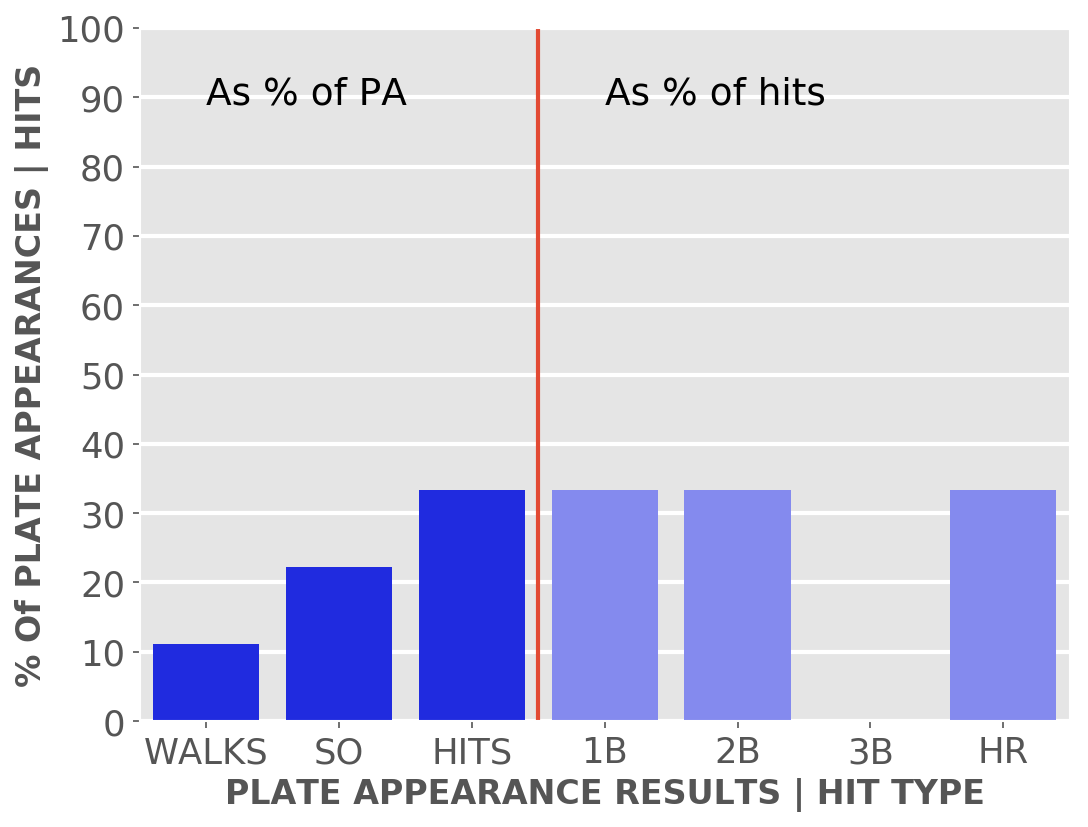 % Of PLATE APPEARANCES | HITS
100
90
80
70
60
50
40
30
20
10
0
As % of PA
As % of hits
WALKS SO HITS 1B 2B 3B HR
PLATE APPEARANCE RESULTS | HIT TYPE